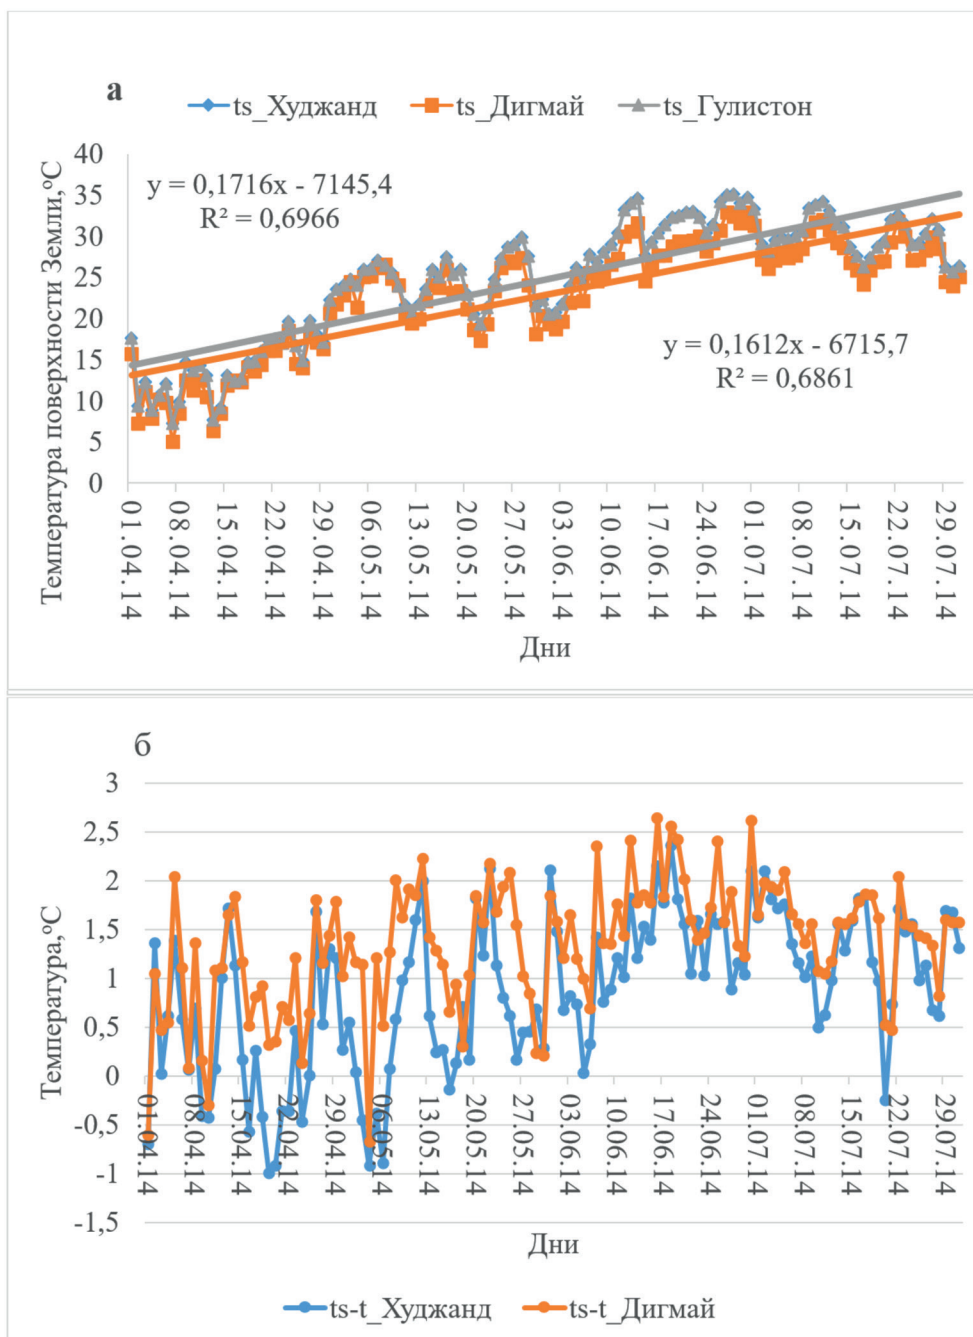 а
ts_Худжанд ts_Дигмай ts_Гулистон
Температура поверхности Земли,°С
40
35
30
25
20
15
10
5
0
y = 0,1716x - 7145,4
R² = 0,6966
y = 0,1612x - 6715,7
R² = 0,6861
01.04.14 08.04.14 15.04.14 22.04.14 29.04.14 06.05.14 13.05.14 20.05.14 27.05.14 03.06.14 10.06.14 17.06.14 24.06.14 01.07.14 08.07.14 15.07.14 22.07.14 29.07.14
Дни
б
Температура,°С
3
2,5
2
1,5
1
0,5
0
-0,5
-1
-1,5
01.04.14 08.04.14 15.04.14 22.04.14 29.04.14 06.05.14 13.05.14 20.05.14 27.05.14 03.06.14 10.06.14 17.06.14 24.06.14 01.07.14 08.07.14 15.07.14 22.07.14 29.07.14
Дни
ts-t_Худжанд ts-t_Дигмай